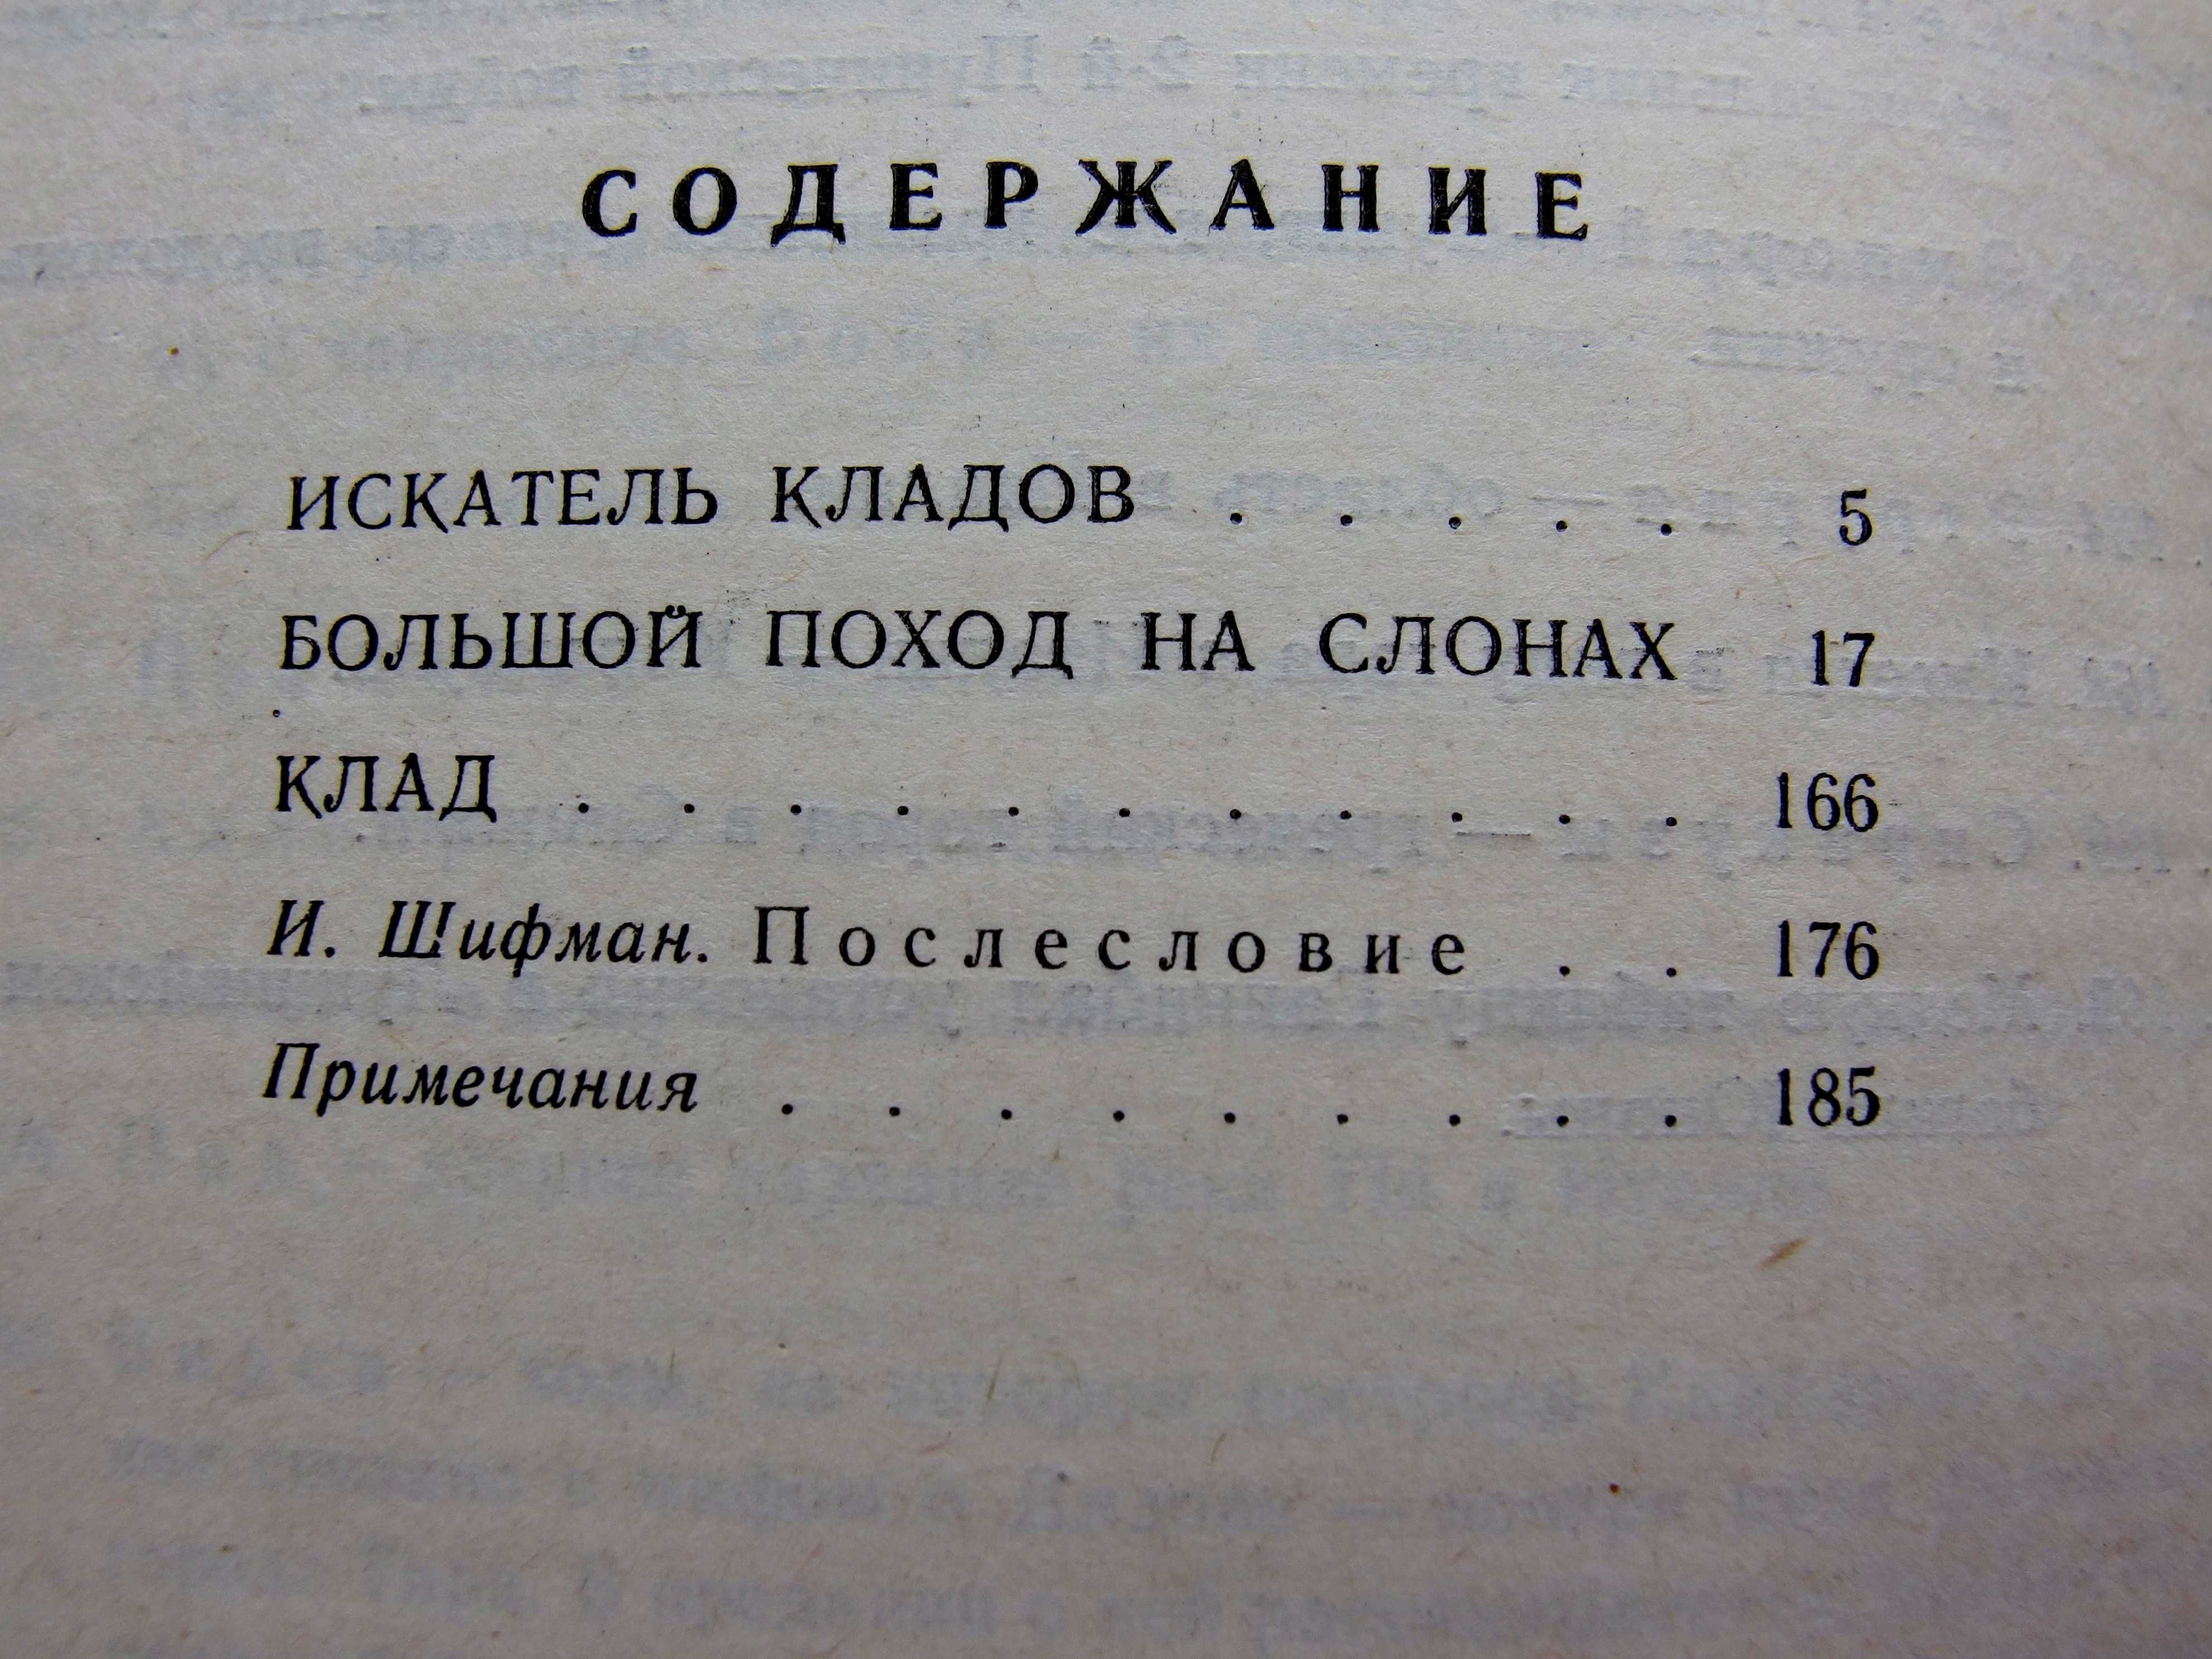 СОДЕРЖАНИЕ
ИСКАТЕЛЬ КЛАДОВ . . . . . 5
БОЛЬШОЙ ПОХОД НА СЛОНАХ 17
КЛАД . . . . . . . . . . . 166
И. Шифман. Послесловие . . 176
Примечания . . . . . . . . . 185